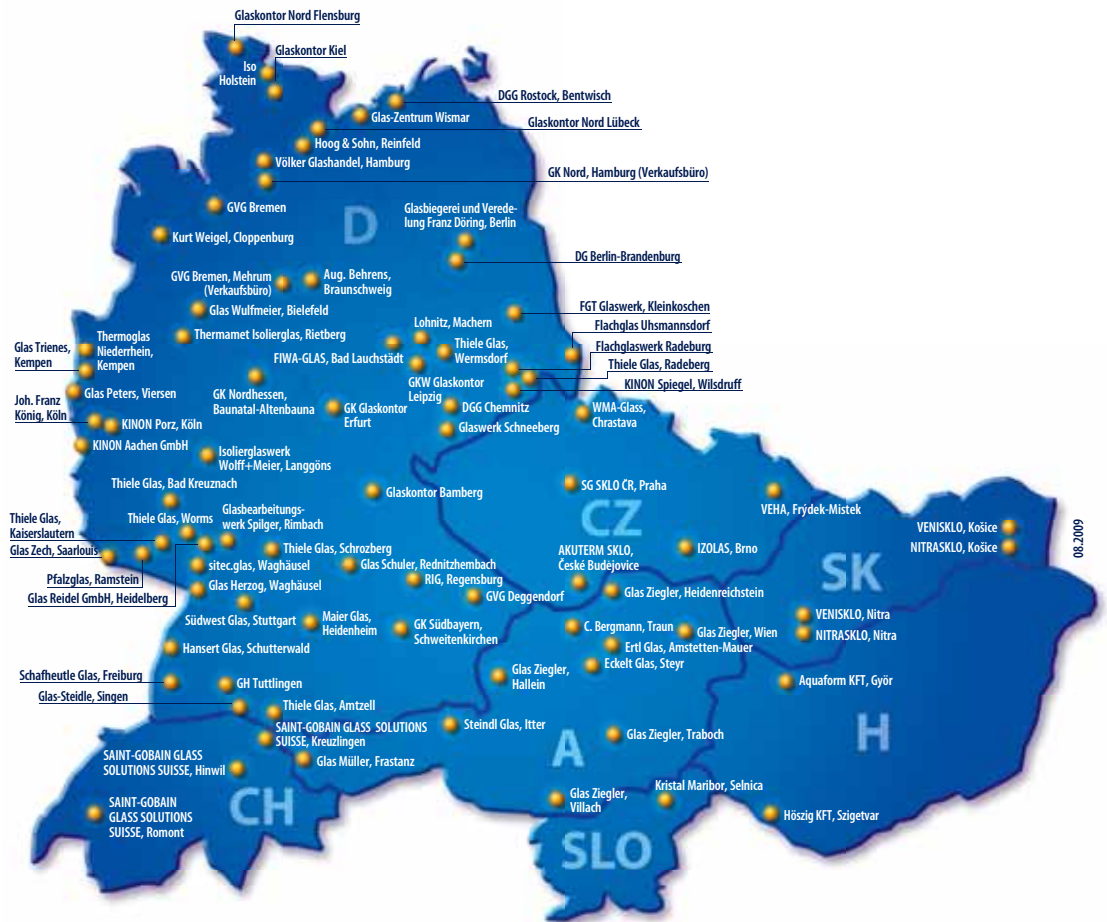 Glaskontor Nord Flensburg
Glaskontor Kiel
Iso
Holstein
DGG Rostock, Bentwisch
Glas-Zentrum Wismar
Glaskontor Nord Lübeck
Hoog & Sohn, Reinfeld
Völker Glashandel, Hamburg
GK Nord, Hamburg (Verkaufsbüro)
GVG Bremen
D
Glasbiegerei und Verede-
lung Franz Döring, Berlin
Kurt Weigel, Cloppenburg
DG Berlin-Brandenburg
GVG Bremen, Mehrum
(Verkaufsbüro)
Aug. Behrens,
Braunschweig
Glas Wulfmeier, Bielefeld
FGT Glaswerk, Kleinkoschen
Flachglas Uhsmannsdorf
Thermamet Isolierglas, Rietberg
Lohnitz, Machern
Thiele Glas,
Wermsdorf
Flachglaswerk Radeburg
Glas Trienes,
Kempen
Thermoglas
Niederrhein,
Kempen
FIWA-GLAS, Bad Lauchstädt
Thiele Glas, Radeberg
GKW Glaskontor
Leipzig
KINON Spiegel, Wilsdruff
Glas Peters, Viersen
GK Nordhessen,
Baunatal-Altenbauna
GK Glaskontor
Erfurt
DGG Chemnitz
WMA-Glass,
Chrastava
Joh. Franz
König, Köln
KINON Porz, Köln
Glaswerk Schneeberg
KINON Aachen GmbH
Isolierglaswerk
Wolff+Meier, Langgöns
Thiele Glas, Bad Kreuznach
Glaskontor Bamberg
SG SKLO ČR, Praha
CZ
VEHA, Frýdek-Mistek
Thiele Glas,
Kaiserslautern
Thiele Glas, Worms
Glasbearbeitungs-
werk Spilger, Rimbach
VENISKLO, Košice
NITRASKLO, Košice
08.2009
Glas Zech, Saarlouis
Thiele Glas, Schrozberg
IZOLAS, Brno
AKUTERM SKLO,
České Budějovice
SK
Pfalzglas, Ramstein
sitec.glas, Waghäusel
Glas Schuler, Rednitzhembach
RIG, Regensburg
Glas Reidel GmbH, Heidelberg
Glas Herzog, Waghäusel
GVG Deggendorf
Glas Ziegler, Heidenreichstein
Südwest Glas, Stuttgart
Maier Glas,
Heidenheim
GK Südbayern,
Schweitenkirchen
C. Bergmann, Traun
Glas Ziegler, Wien
VENISKLO, Nitra
NITRASKLO, Nitra
Hansert Glas, Schutterwald
Ertl Glas, Amstetten-Mauer
Eckelt Glas, Steyr
Schafheutle Glas, Freiburg
GH Tuttlingen
Glas Ziegler,
Hallein
Aquaform KFT, Györ
Glas-Steidle, Singen
Thiele Glas, Amtzell
SAINT-GOBAIN GLASS SOLUTIONS
SUISSE, Kreuzlingen
Steindl Glas, Itter
Glas Ziegler, Traboch
H
A
SAINT-GOBAIN GLASS
SOLUTIONS SUISSE, Hinwil
Glas Müller, Frastanz
CH
Kristal Maribor, Selnica
Glas Ziegler,
Villach
SAINT-GOBAIN
GLASS SOLUTIONS
SUISSE, Romont
Höszig KFT, Szigetvar
SLO